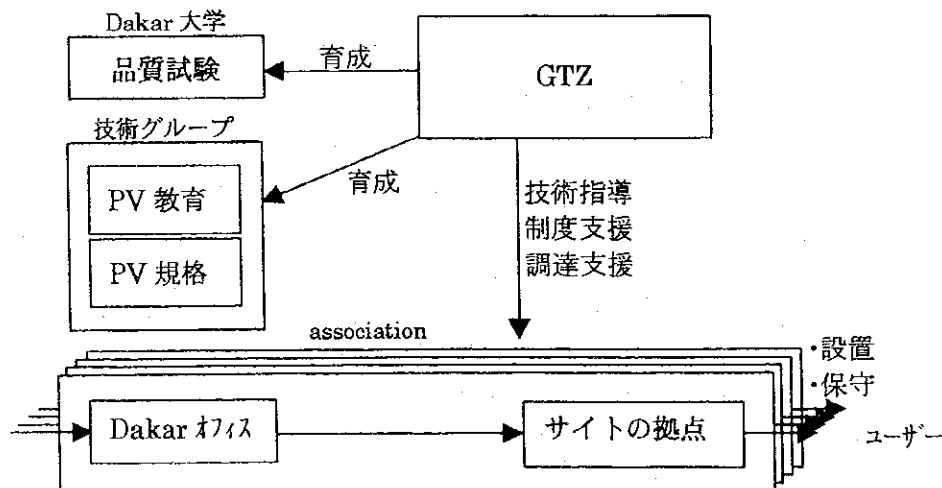 Dakar 大学
品質試験
育成
GTZ
技術グループ
PV 教育
PV 規格
育成
技術指導
制度支援
調達支援
association
・設置
・保守
Dakar オフィス
サイトの拠点
ユーザー